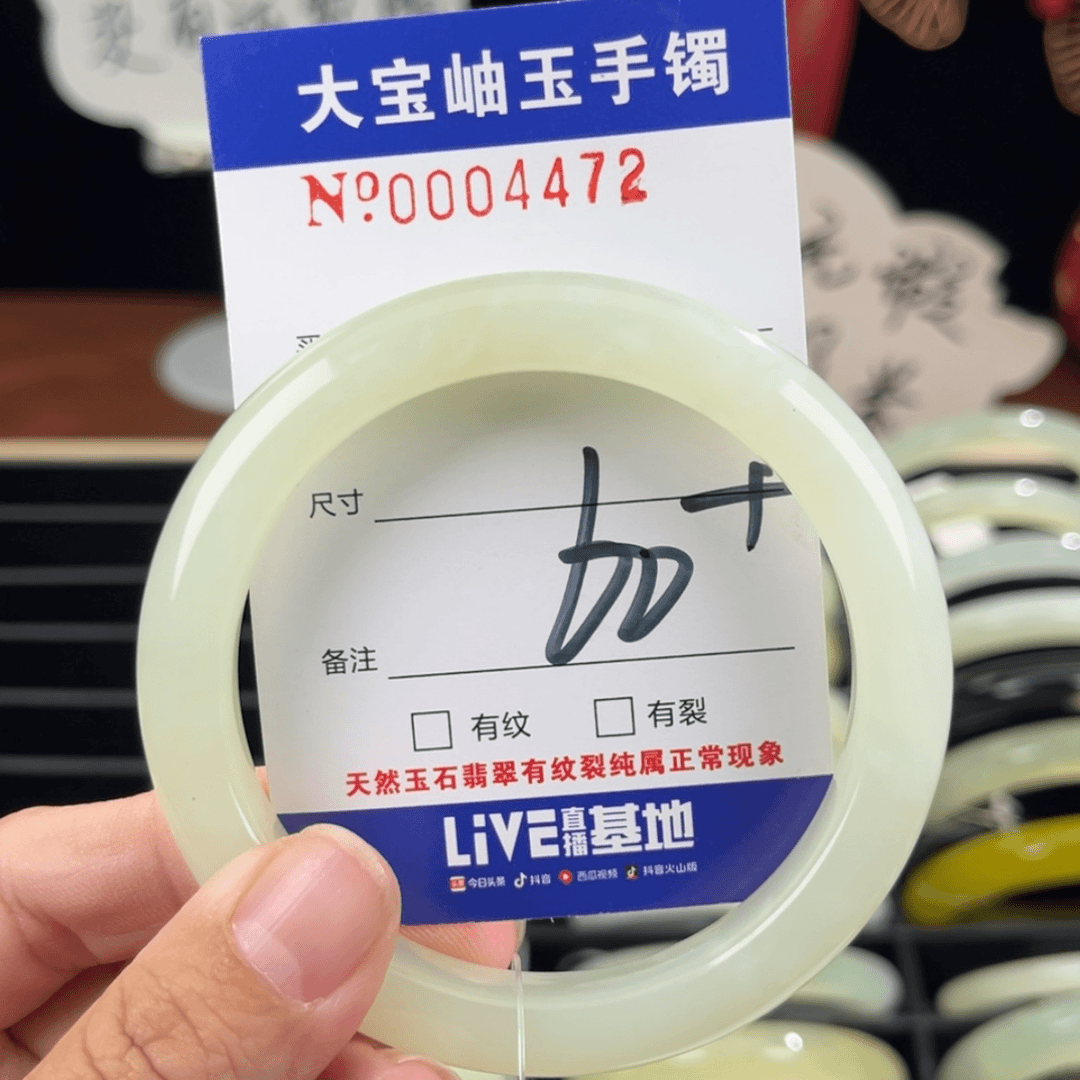 大宝岫玉手镯
Nº.0004472
尺寸
60+
备注
有纹 有裂
天然玉石翡翠有纹裂纯属正常现象
LiVE直播基地
今日头条 抖音 西瓜视频 抖音火山版